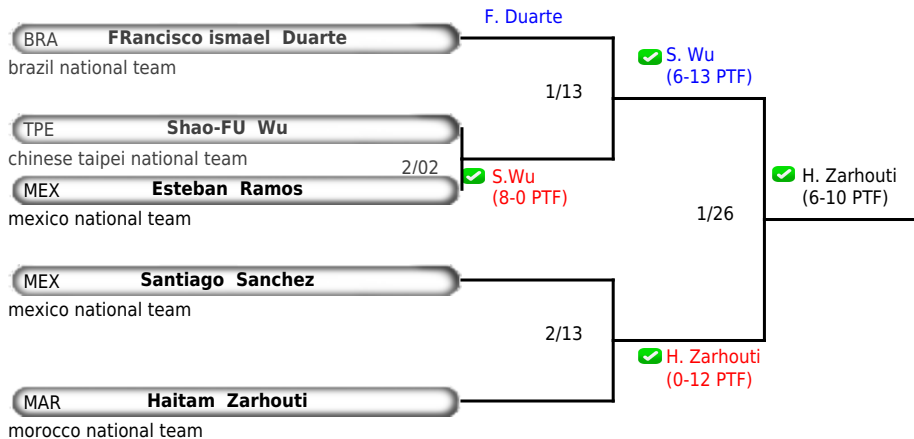 F. Duarte
BRA FRancisco ismael Duarte
brazil national team
S. Wu
(6-13 PTF)
1/13
TPE Shao-FU Wu
chinese taipei national team
2/02
S.Wu
(8-0 PTF)
MEX Esteban Ramos
mexico national team
H. Zarhouti
(6-10 PTF)
1/26
MEX Santiago Sanchez
mexico national team
2/13
H. Zarhouti
(0-12 PTF)
MAR Haitam Zarhouti
morocco national team